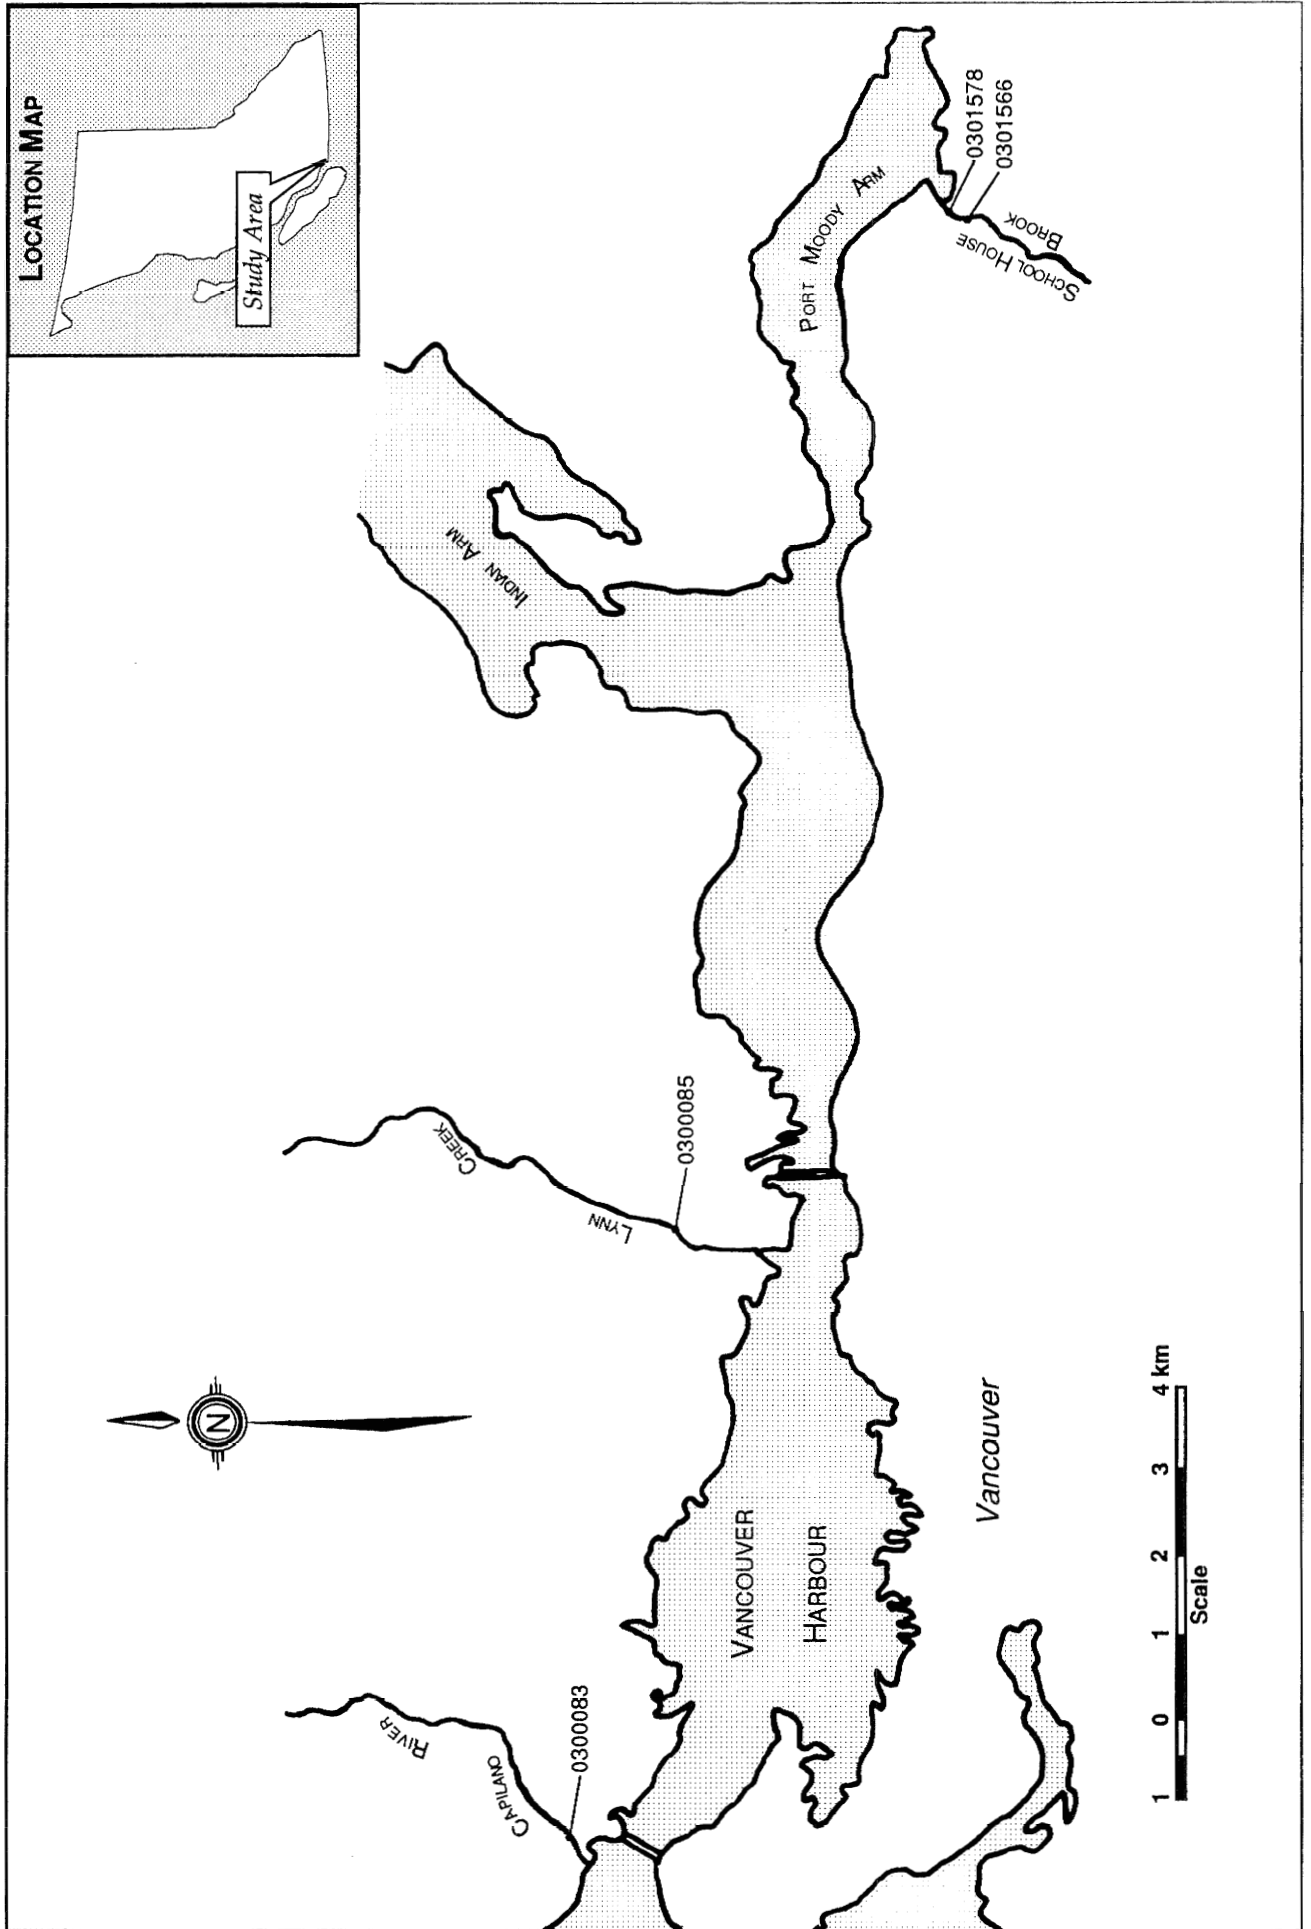 LOCATION MAP
Study Area
0301578
0301566
PORT MOODY ARM
SCHOOL HOUSE
BROOK
INDIAN ARM
0300085
LYNN CREEK
N
VANCOUVER
HARBOUR
Vancouver
0300083
CAPILANO RIVER
1 0 1 2 3 4 km
Scale